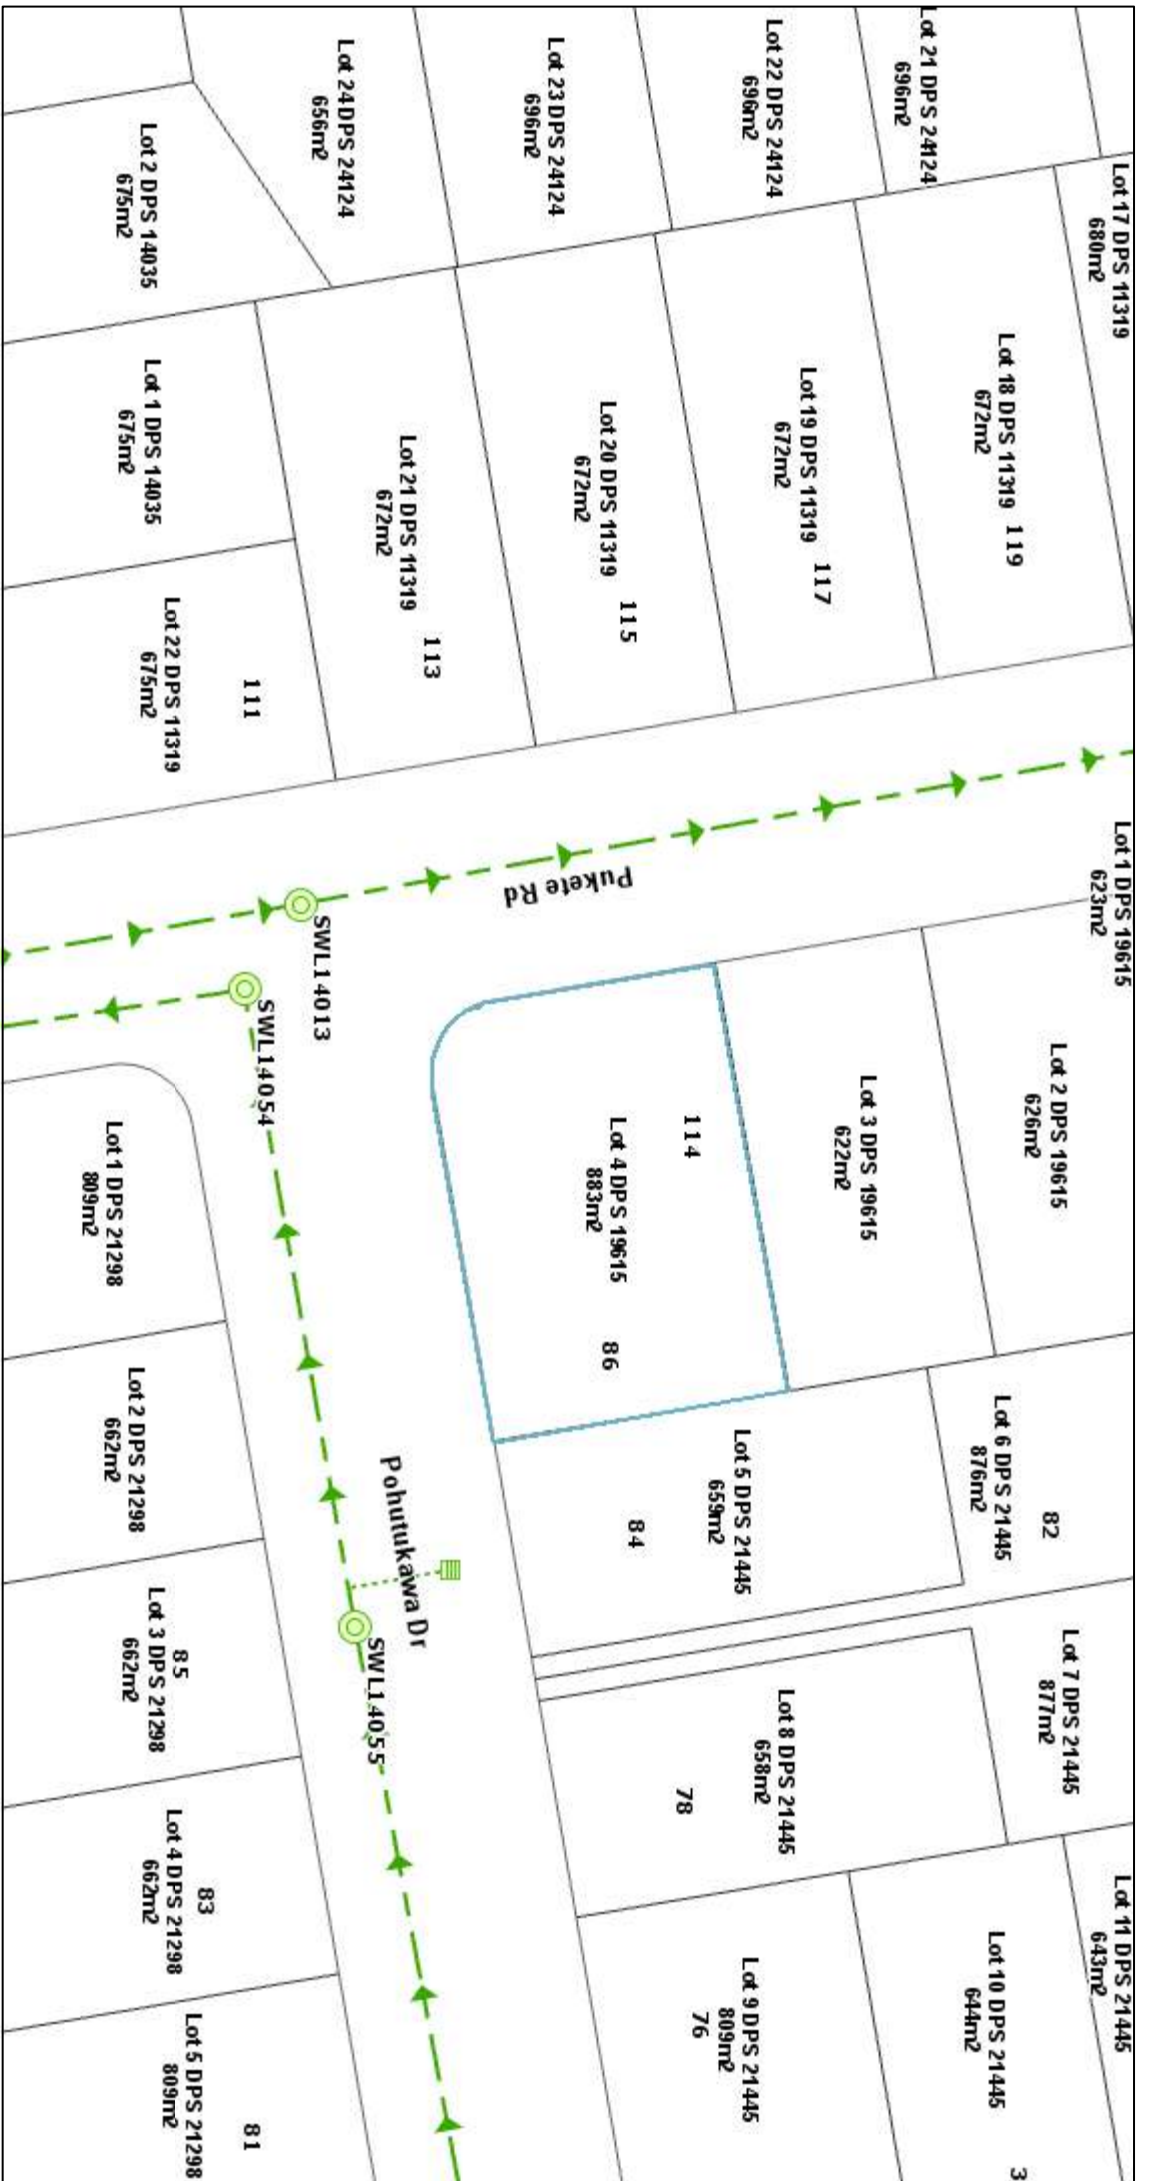 Lot 17 DPS 11319
680m2
Lot 1 DPS 19615
623m2
Lot 11 DPS 21445
643m2
Lot 7 DPS 21445
877m2
Lot 2 DPS 19615
626m2
82
3
Lot 18 DPS 11319
672m2
119
Lot 6 DPS 21445
876m2
Lot 10 DPS 21445
644m2
Lot 21 DPS 24124
696m2
Lot 3 DPS 19615
622m2
Lot 19 DPS 11319
672m2
117
Lot 22 DPS 24124
696m2
Lot 8 DPS 21445
658m2
78
Lot 5 DPS 21445
659m2
84
Lot 9 DPS 21445
809m2
76
114
Lot 4 DPS 19615
883m2
86
Lot 20 DPS 11319
672m2
115
Pukete Rd
Lot 23 DPS 24124
696m2
Lot 21 DPS 11319
672m2
113
Pohutukawa Dr
SWL14055
Lot 24 DPS 24124
656m2
SWL14013
SWL14054
111
Lot 22 DPS 11319
675m2
81
Lot 5 DPS 21298
809m2
83
Lot 4 DPS 21298
662m2
85
Lot 3 DPS 21298
662m2
Lot 2 DPS 21298
662m2
Lot 1 DPS 21298
809m2
Lot 1 DPS 14035
675m2
Lot 2 DPS 14035
675m2